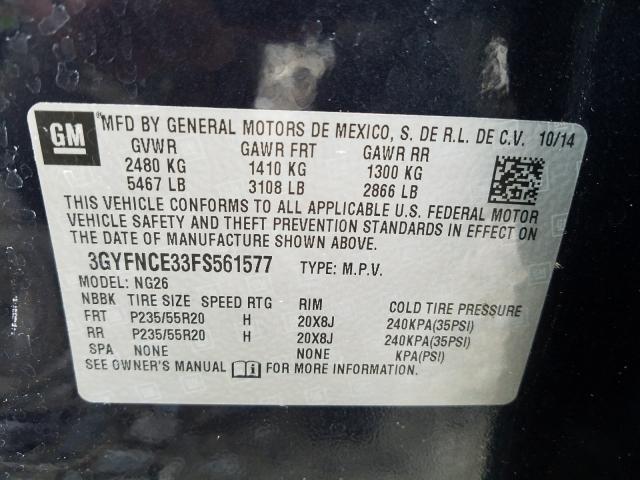 GM
MFD BY GENERAL MOTORS DE MEXICO, S. DE R.L. DE C.V. 10/14
GVWR GAWR FRT GAWR RR
2480 KG 1410 KG 1300 KG
5467 LB 3108 LB 2866 LB
THIS VEHICLE CONFORMS TO ALL APPLICABLE U.S. FEDERAL MOTOR
VEHICLE SAFETY AND THEFT PREVENTION STANDARDS IN EFFECT ON
THE DATE OF MANUFACTURE SHOWN ABOVE.
3GYFNCE33FS561577 TYPE: M.P.V.
MODEL: NG26
NBBK TIRE SIZE SPEED RTG RIM COLD TIRE PRESSURE
FRT P235/55R20 H 20X8J 240KPA(35PSI)
RR P235/55R20 H 20X8J 240KPA(35PSI)
SPA NONE NONE KPA(PSI)
SEE OWNER'S MANUAL i FOR MORE INFORMATION.